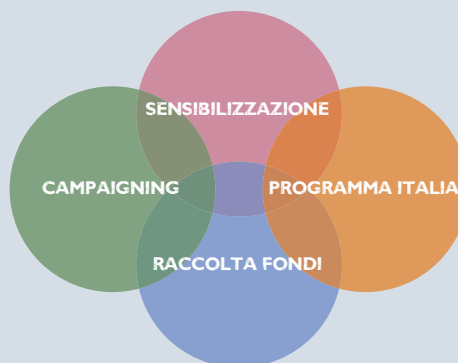 SENSIBILIZZAZIONE
CAMPAIGNING
PROGRAMMA ITALIA
RACCOLTA FONDI